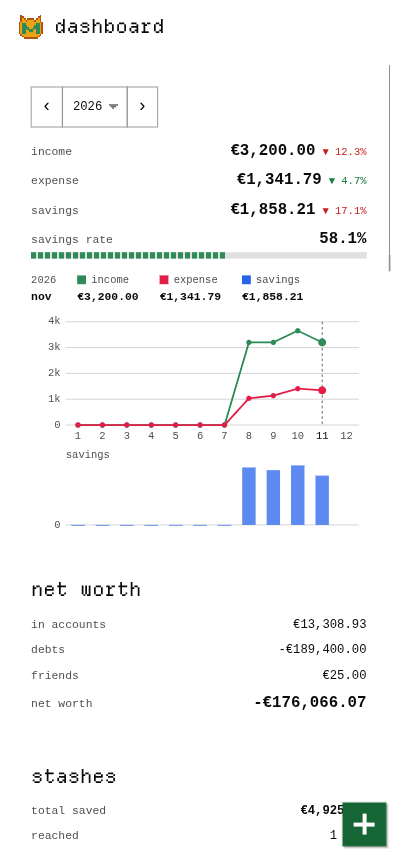 dashboard
‹ 2026 ›
income €3,200.00 ▼ 12.3%
expense €1,341.79 ▼ 4.7%
savings €1,858.21 ▼ 17.1%
savings rate 58.1%
2026 income expense savings
nov €3,200.00 €1,341.79 €1,858.21
4k
3k
2k
1k
0
1 2 3 4 5 6 7 8 9 10 11 12
savings
0
net worth
in accounts €13,308.93
debts -€189,400.00
friends €25.00
net worth -€176,066.07
stashes
total saved €4,925
reached 1